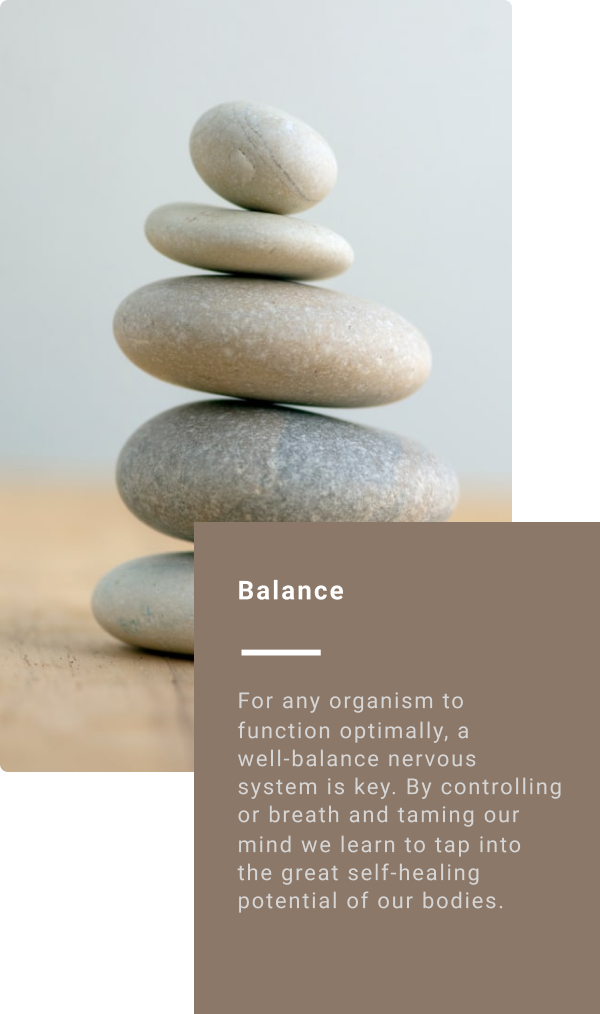 Balance
For any organism to
function optimally, a
well-balance nervous
system is key. By controlling
or breath and taming our
mind we learn to tap into
the great self-healing
potential of our bodies.